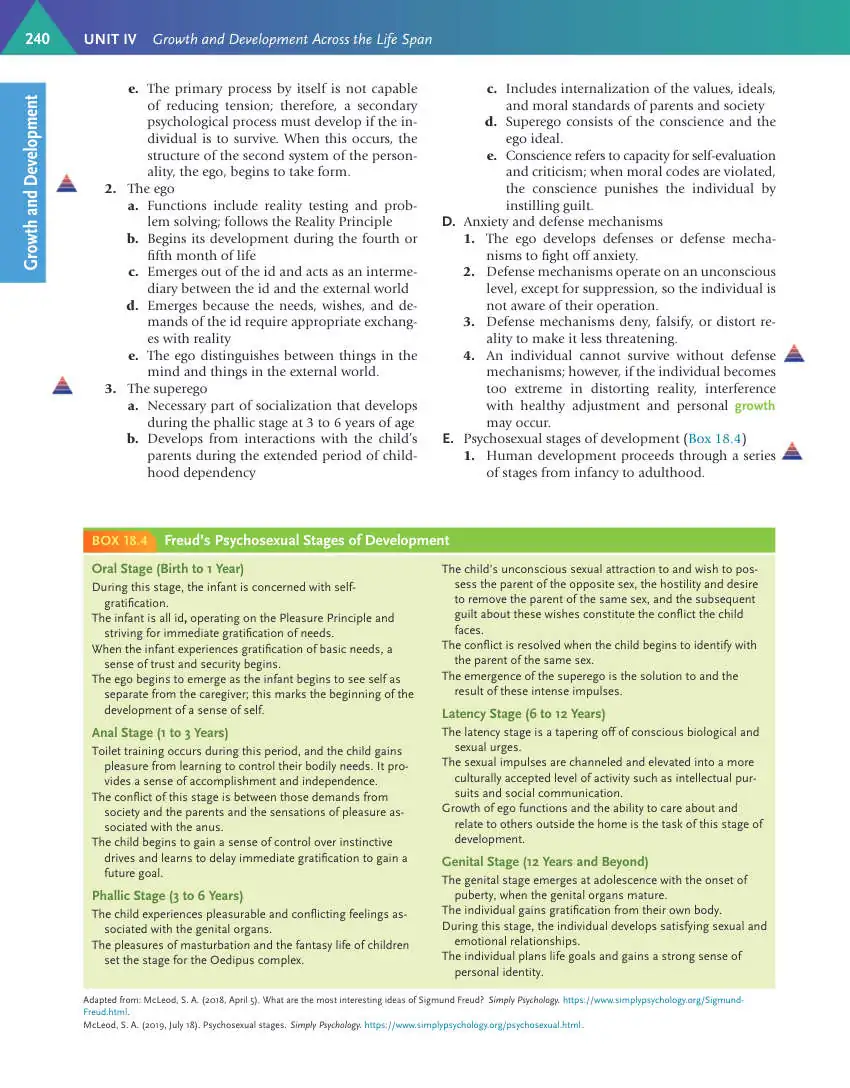 240
UNIT IV Growth and Development Across the Life Span
Growth and Development
e. The primary process by itself is not capable
of reducing tension; therefore, a secondary
psychological process must develop if the in-
dividual is to survive. When this occurs, the
structure of the second system of the person-
ality, the ego, begins to take form.
2. The ego
a. Functions include reality testing and prob-
lem solving; follows the Reality Principle
b. Begins its development during the fourth or
fifth month of life
c. Emerges out of the id and acts as an interme-
diary between the id and the external world
d. Emerges because the needs, wishes, and de-
mands of the id require appropriate exchang-
es with reality
e. The ego distinguishes between things in the
mind and things in the external world.
3. The superego
a. Necessary part of socialization that develops
during the phallic stage at 3 to 6 years of age
b. Develops from interactions with the child's
parents during the extended period of child-
hood dependency
c. Includes internalization of the values, ideals,
and moral standards of parents and society
d. Superego consists of the conscience and the
ego ideal.
e. Conscience refers to capacity for self-evaluation
and criticism; when moral codes are violated,
the conscience punishes the individual by
instilling guilt.
D. Anxiety and defense mechanisms
1. The ego develops defenses or defense mecha-
nisms to fight off anxiety.
2. Defense mechanisms operate on an unconscious
level, except for suppression, so the individual is
not aware of their operation.
3. Defense mechanisms deny, falsify, or distort re-
ality to make it less threatening.
4. An individual cannot survive without defense
mechanisms; however, if the individual becomes
too extreme in distorting reality, interference
with healthy adjustment and personal growth
may occur.
E. Psychosexual stages of development (Box 18.4)
1. Human development proceeds through a series
of stages from infancy to adulthood.
BOX 18.4 Freud's Psychosexual Stages of Development
Oral Stage (Birth to 1 Year)
During this stage, the infant is concerned with self-
gratification.
The infant is all id, operating on the Pleasure Principle and
striving for immediate gratification of needs.
When the infant experiences gratification of basic needs, a
sense of trust and security begins.
The ego begins to emerge as the infant begins to see self as
separate from the caregiver; this marks the beginning of the
development of a sense of self.
Anal Stage (1 to 3 Years)
Toilet training occurs during this period, and the child gains
pleasure from learning to control their bodily needs. It pro-
vides a sense of accomplishment and independence.
The conflict of this stage is between those demands from
society and the parents and the sensations of pleasure as-
sociated with the anus.
The child begins to gain a sense of control over instinctive
drives and learns to delay immediate gratification to gain a
future goal.
Phallic Stage (3 to 6 Years)
The child experiences pleasurable and conflicting feelings as-
sociated with the genital organs.
The pleasures of masturbation and the fantasy life of children
set the stage for the Oedipus complex.
The child's unconscious sexual attraction to and wish to pos-
sess the parent of the opposite sex, the hostility and desire
to remove the parent of the same sex, and the subsequent
guilt about these wishes constitute the conflict the child
faces.
The conflict is resolved when the child begins to identify with
the parent of the same sex.
The emergence of the superego is the solution to and the
result of these intense impulses.
Latency Stage (6 to 12 Years)
The latency stage is a tapering off of conscious biological and
sexual urges.
The sexual impulses are channeled and elevated into a more
culturally accepted level of activity such as intellectual pur-
suits and social communication.
Growth of ego functions and the ability to care about and
relate to others outside the home is the task of this stage of
development.
Genital Stage (12 Years and Beyond)
The genital stage emerges at adolescence with the onset of
puberty, when the genital organs mature.
The individual gains gratification from their own body.
During this stage, the individual develops satisfying sexual and
emotional relationships.
The individual plans life goals and gains a strong sense of
personal identity.
Adapted from: McLeod, S. A. (2018, April 5). What are the most interesting ideas of Sigmund Freud? Simply Psychology. https://www.simplypsychology.org/Sigmund-
Freud.html.
McLeod, S. A. (2019, July 18). Psychosexual stages. Simply Psychology. https://www.simplypsychology.org/psychosexual.html.